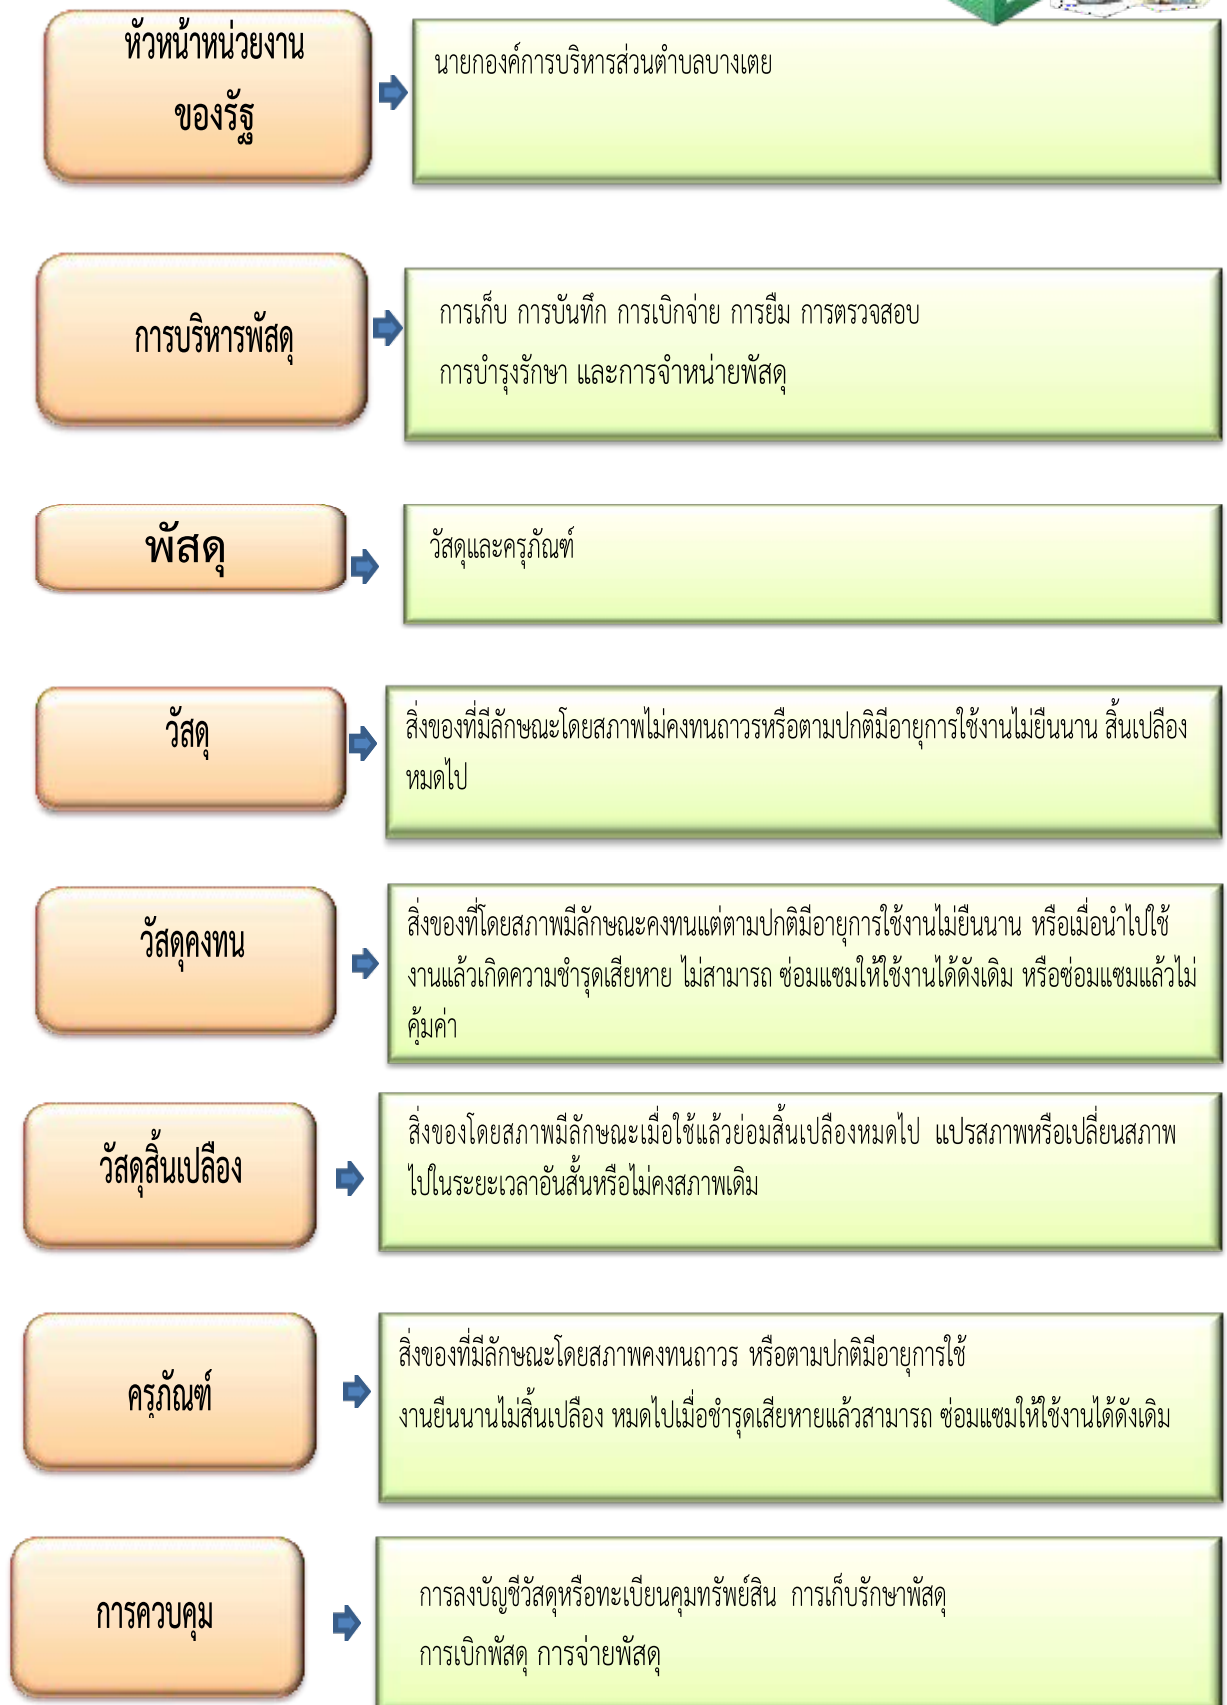 หัวหน้าหน่วยงาน
ของรัฐ
นายกองค์การบริหารส่วนตำบลบางเตย
การบริหารพัสดุ
การเก็บ การบันทึก การเบิกจ่าย การยืม การตรวจสอบ
การบำรุงรักษา และการจำหน่ายพัสดุ
พัสดุ
วัสดุและครุภัณฑ์
วัสดุ
สิ่งของที่มีลักษณะโดยสภาพไม่คงทนถาวรหรือตามปกติมีอายุการใช้งานไม่ยืนนาน สิ้นเปลือง
หมดไป
วัสดุคงทน
สิ่งของที่โดยสภาพมีลักษณะคงทนแต่ตามปกติมีอายุการใช้งานไม่ยืนนาน หรือเมื่อนำไปใช้
งานแล้วเกิดความชำรุดเสียหาย ไม่สามารถ ซ่อมแซมให้ใช้งานได้ดังเดิม หรือซ่อมแซมแล้วไม่
คุ้มค่า
วัสดุสิ้นเปลือง
สิ่งของโดยสภาพมีลักษณะเมื่อใช้แล้วย่อมสิ้นเปลืองหมดไป แปรสภาพหรือเปลี่ยนสภาพ
ไปในระยะเวลาอันสั้นหรือไม่คงสภาพเดิม
ครุภัณฑ์
สิ่งของที่มีลักษณะโดยสภาพคงทนถาวร หรือตามปกติมีอายุการใช้
งานยืนนานไม่สิ้นเปลือง หมดไปเมื่อชำรุดเสียหายแล้วสามารถ ซ่อมแซมให้ใช้งานได้ดังเดิม
การควบคุม
การลงบัญชีวัสดุหรือทะเบียนคุมทรัพย์สิน การเก็บรักษาพัสดุ
การเบิกพัสดุ การจ่ายพัสดุ